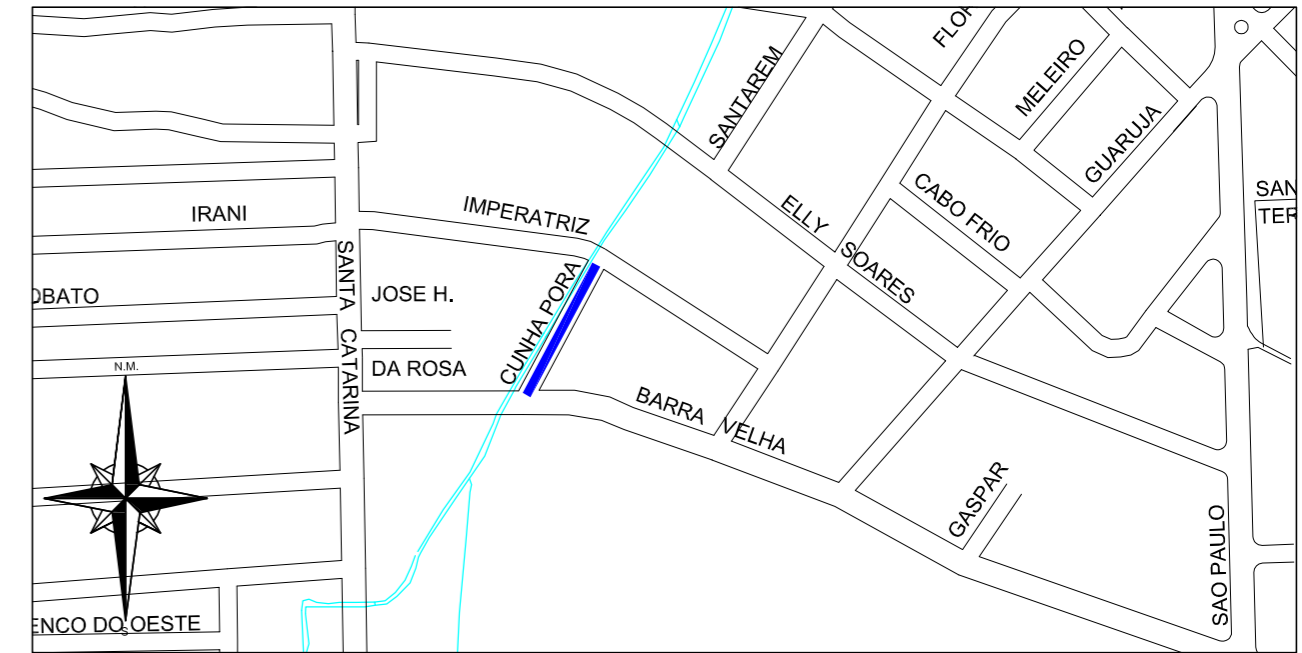 FLOR
MELEIRO
SANTAREM
GUARUJA
SAN
TER
IRANI
IMPERATRIZ
ELLY SOARES
CABO FRIO
OBATO
SANTA CATARINA
JOSE H.
DA ROSA
CUNHA PORA
N.M.
BARRA VELHA
GASPAR
SAO PAULO
ENCO DO OESTE
S